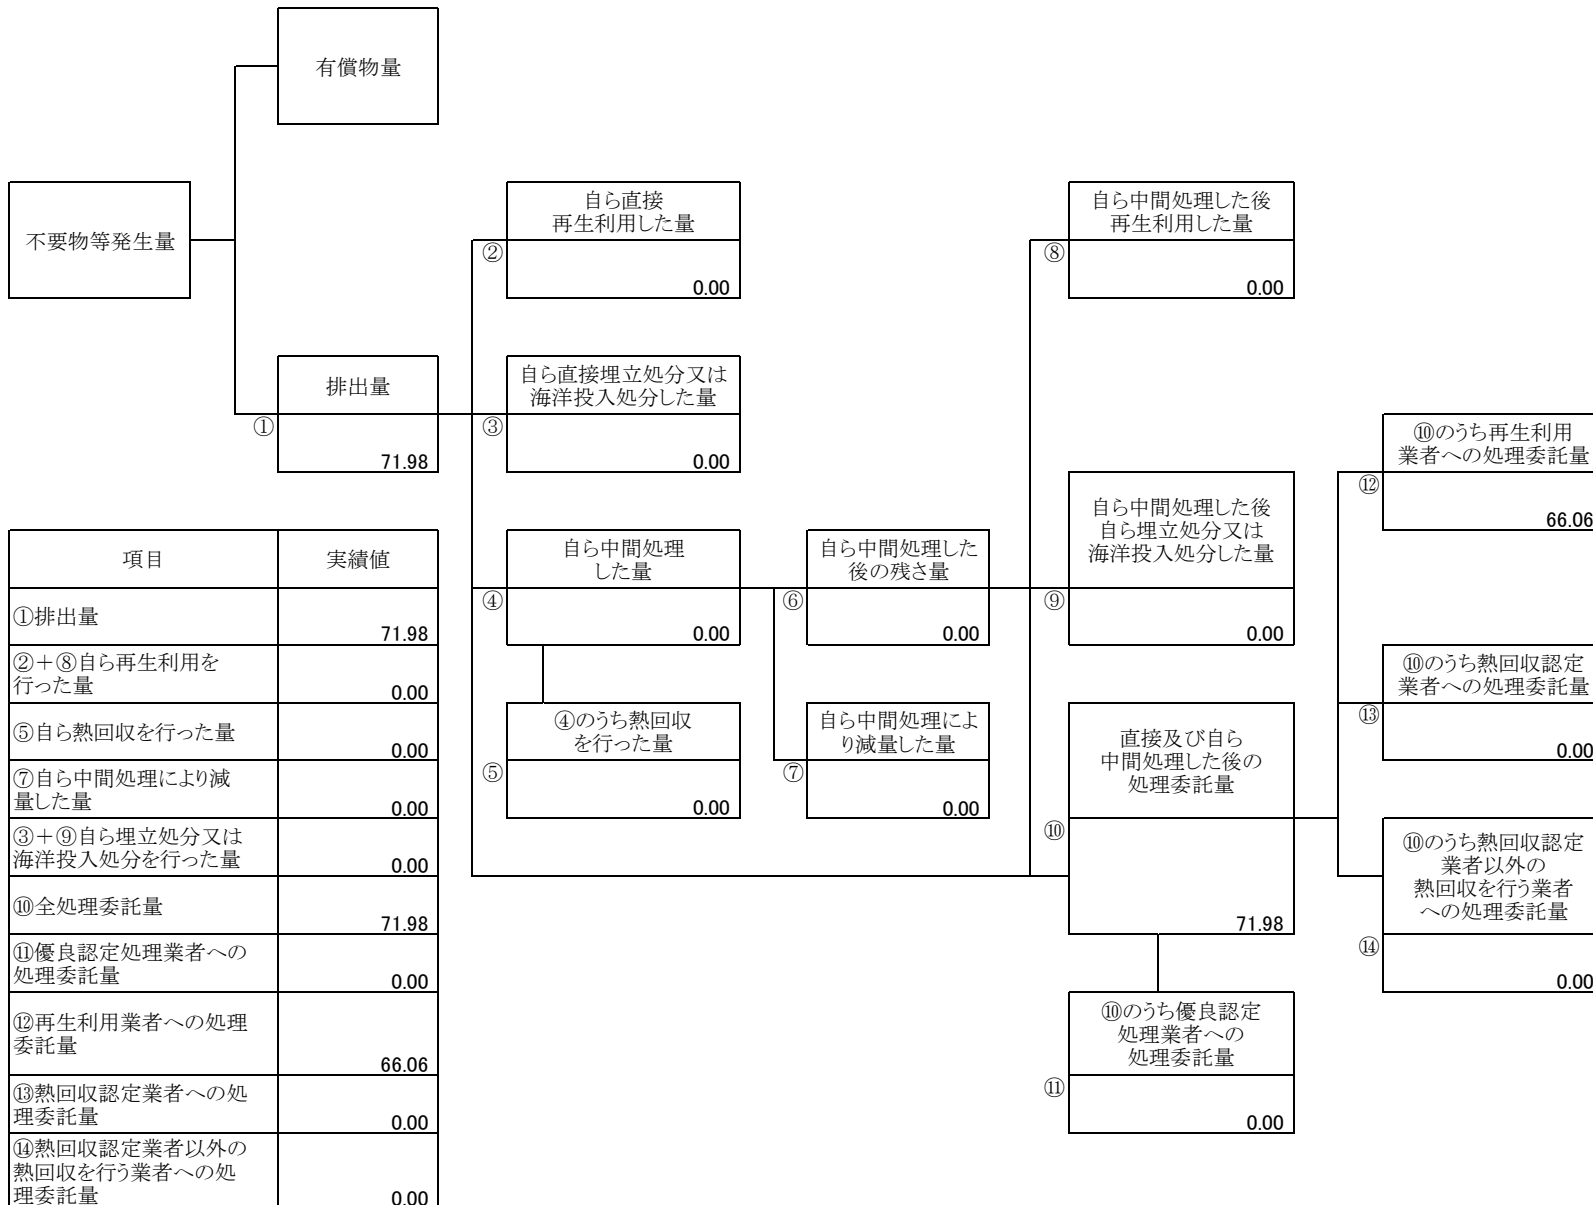 有償物量
不要物等発生量
自ら直接
再生利用した量
②
0.00
自ら中間処理した後
再生利用した量
⑧
0.00
排出量
①
71.98
自ら直接埋立処分又は
海洋投入処分した量
③
0.00
自ら中間処理
した量
④
0.00
自ら中間処理した
後の残さ量
⑥
0.00
自ら中間処理した後
自ら埋立処分又は
海洋投入処分した量
⑨
0.00
④のうち熱回収
を行った量
⑤
0.00
自ら中間処理によ
り減量した量
⑦
0.00
直接及び自ら
中間処理した後の
処理委託量
⑩
71.98
⑩のうち優良認定
処理業者への
処理委託量
⑪
0.00
⑩のうち再生利用
業者への処理委託量
⑫
66.06
⑩のうち熱回収認定
業者への処理委託量
⑬
0.00
⑩のうち熱回収認定
業者以外の
熱回収を行う業者
への処理委託量
⑭
0.00
項目 実績値
①排出量
71.98
②+⑧自ら再生利用を
行った量
0.00
⑤自ら熱回収を行った量
0.00
⑦自ら中間処理により減
量した量
0.00
③+⑨自ら埋立処分又は
海洋投入処分を行った量
0.00
⑩全処理委託量
71.98
⑪優良認定処理業者への
処理委託量
0.00
⑫再生利用業者への処理
委託量
66.06
⑬熱回収認定業者への処
理委託量
0.00
⑭熱回収認定業者以外の
熱回収を行う業者への処
理委託量
0.00